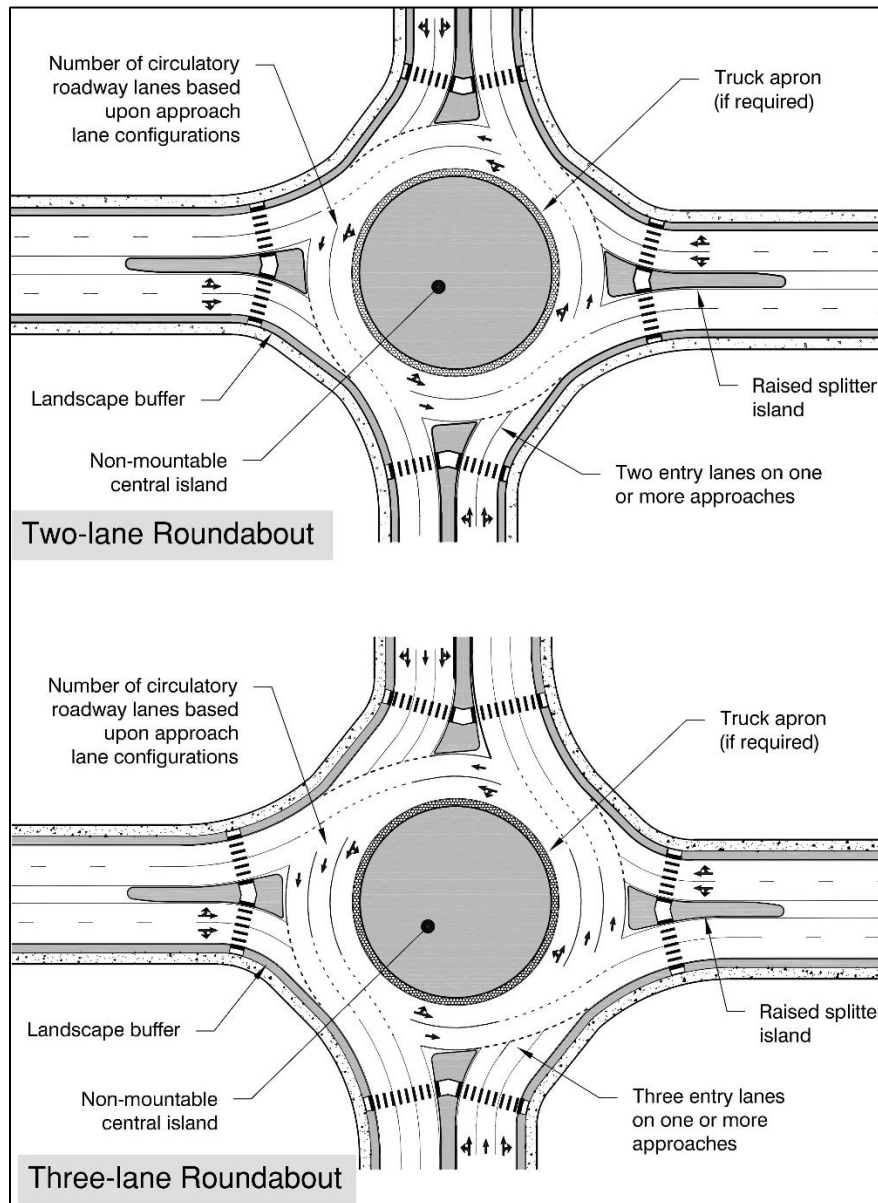 Number of circulatory
roadway lanes based
upon approach
lane configurations
Truck apron
(if required)
Landscape buffer
Raised splitter
island
Non-mountable
central island
Two entry lanes on one
or more approaches
Two-lane Roundabout
Number of circulatory
roadway lanes based
upon approach
lane configurations
Truck apron
(if required)
Landscape buffer
Raised splitter
island
Non-mountable
central island
Three entry lanes
on one or more
approaches
Three-lane Roundabout